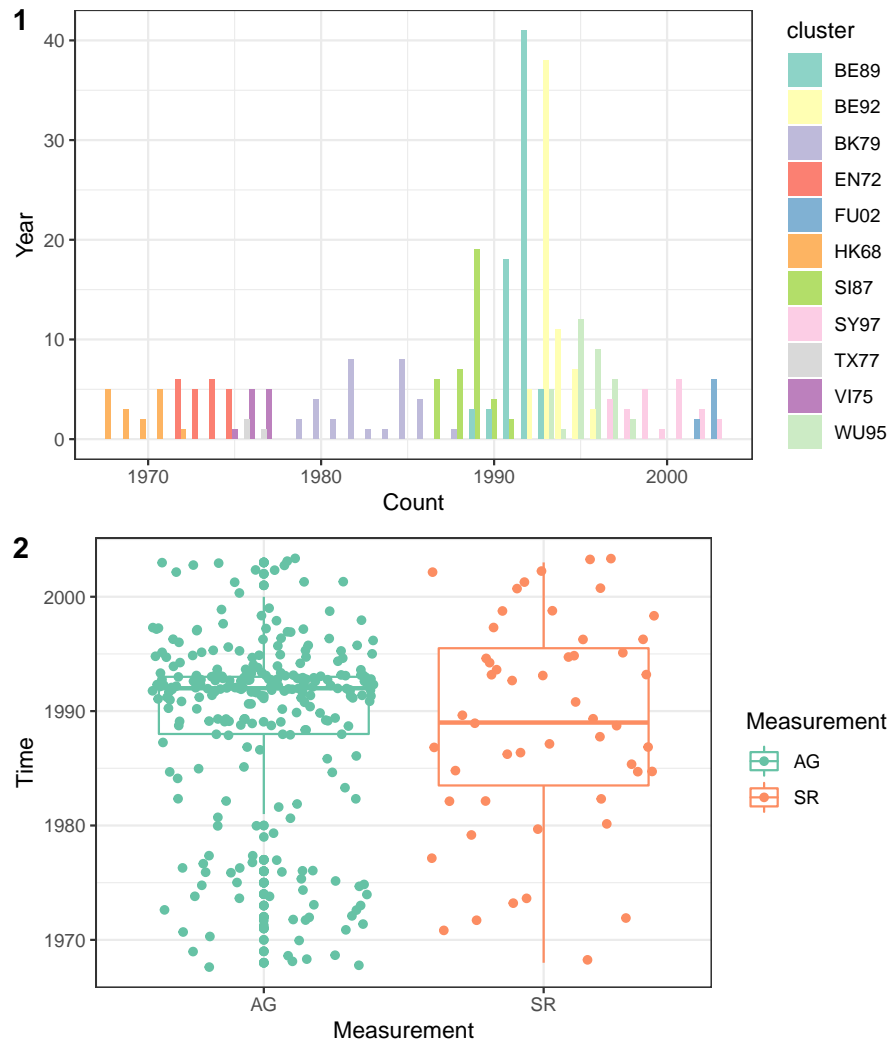 1
40
30
20
10
0
Year
1970 1980 1990 2000
Count
cluster
BE89
BE92
BK79
EN72
FU02
HK68
SI87
SY97
TX77
VI75
WU95
2
2000
1990
1980
1970
Time
AG SR
Measurement
Measurement
AG
SR